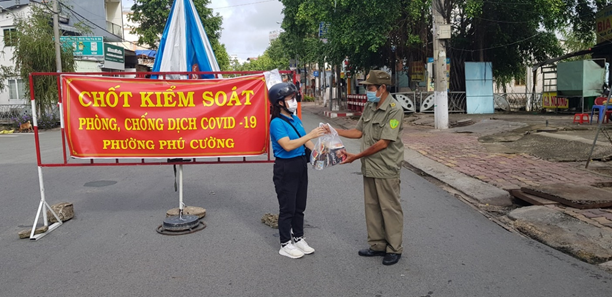 CHỐT KIỂM SOÁT
PHÒNG, CHỐNG DỊCH COVID -19
PHƯỜNG PHÚ CƯỜNG